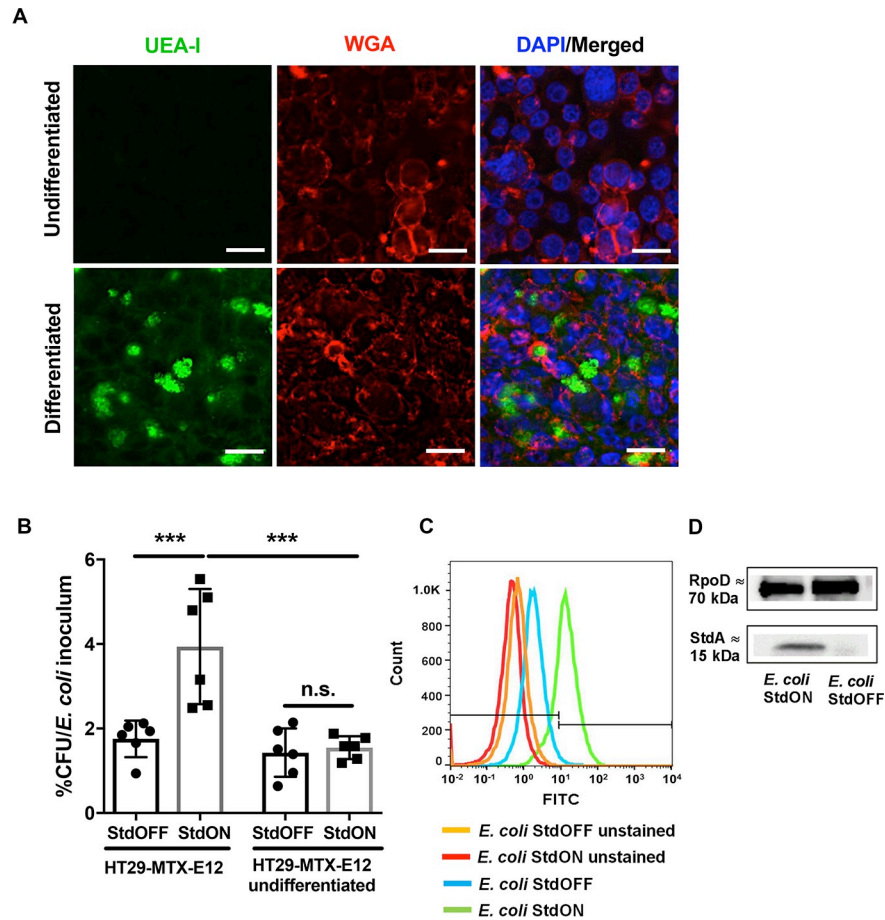 A
UEA-I
WGA
DAPI/Merged
Undifferentiated
Differentiated
B
***
***
n.s.
%CFU/E. coli inoculum
6
4
2
0
StdOFF
StdON
StdOFF
StdON
HT29-MTX-E12
HT29-MTX-E12
undifferentiated
C
Count
1.0K
800
600
400
200
0
10-2
10-1
100
101
102
103
104
FITC
E. coli StdOFF unstained
E. coli StdON unstained
E. coli StdOFF
E. coli StdON
D
RpoD ≈
70 kDa
StdA ≈
15 kDa
E. coli
StdON
E. coli
StdOFF